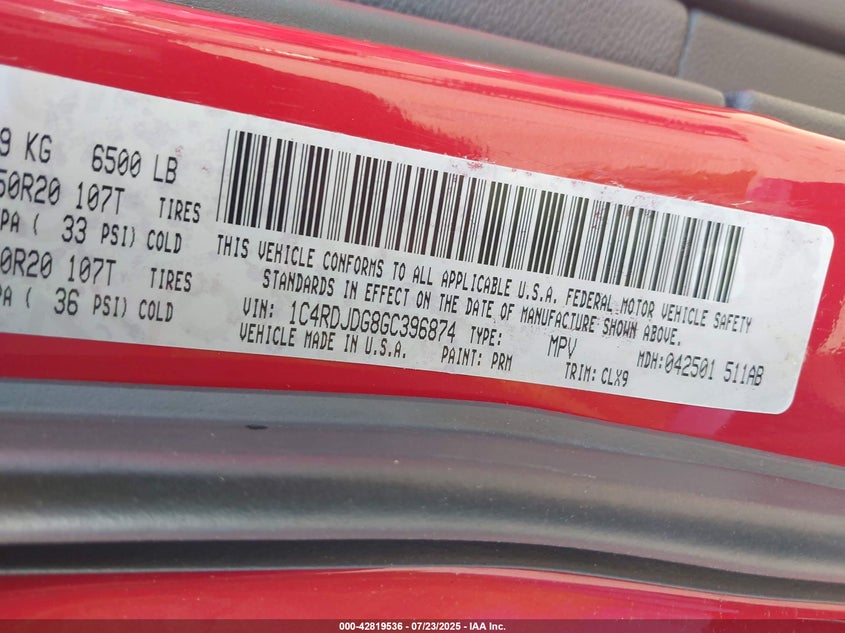 9 KG 6500 LB
50R20 107T TIRES
PA ( 33 PSI) COLD
0R20 107T TIRES
PA ( 36 PSI) COLD
THIS VEHICLE CONFORMS TO ALL APPLICABLE U.S.A. FEDERAL MOTOR VEHICLE SAFETY
STANDARDS IN EFFECT ON THE DATE OF MANUFACTURE SHOWN ABOVE.
VIN: 1C4RDJDG8GC396874 TYPE: MPV MDH:042501 511AB
VEHICLE MADE IN U.S.A. PAINT: PRM TRIM: CLX9
000-42819536 - 07/23/2025 - IAA Inc.